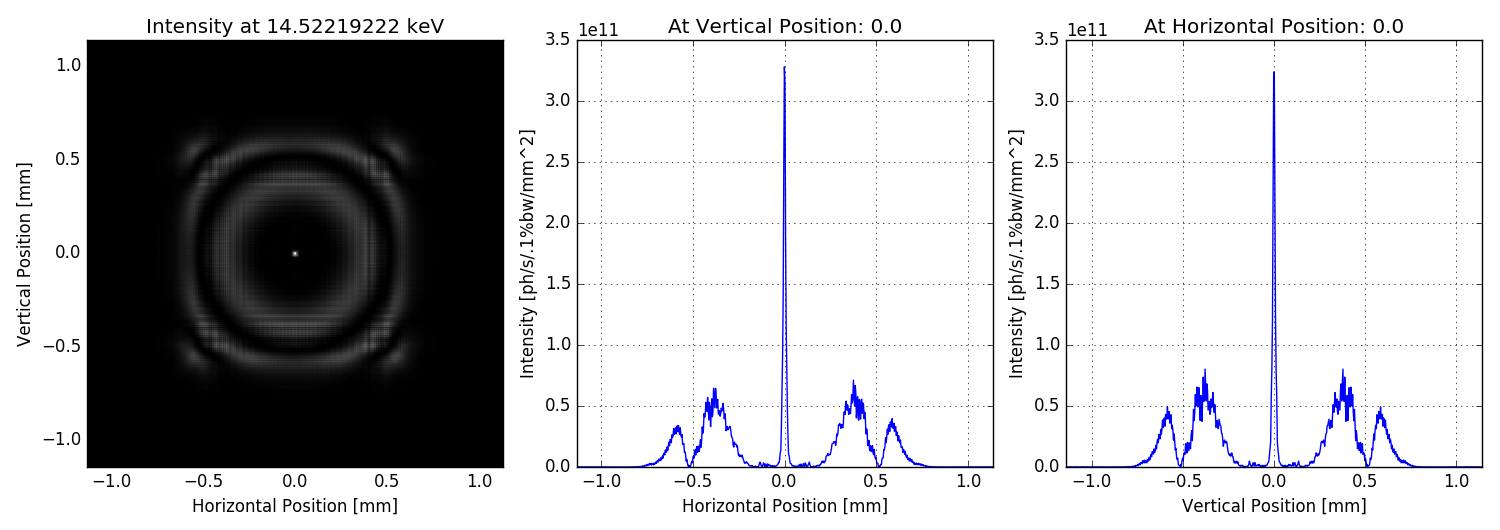 Intensity at 14.52219222 keV
1.0
0.5
0.0
−0.5
−1.0
Vertical Position [mm]
−1.0 −0.5 0.0 0.5 1.0
Horizontal Position [mm]
At Vertical Position: 0.0
1e11
3.5
3.0
2.5
2.0
1.5
1.0
0.5
0.0
Intensity [ph/s/.1%bw/mm^2]
−1.0 −0.5 0.0 0.5 1.0
Horizontal Position [mm]
At Horizontal Position: 0.0
1e11
3.5
3.0
2.5
2.0
1.5
1.0
0.5
0.0
Intensity [ph/s/.1%bw/mm^2]
−1.0 −0.5 0.0 0.5 1.0
Vertical Position [mm]